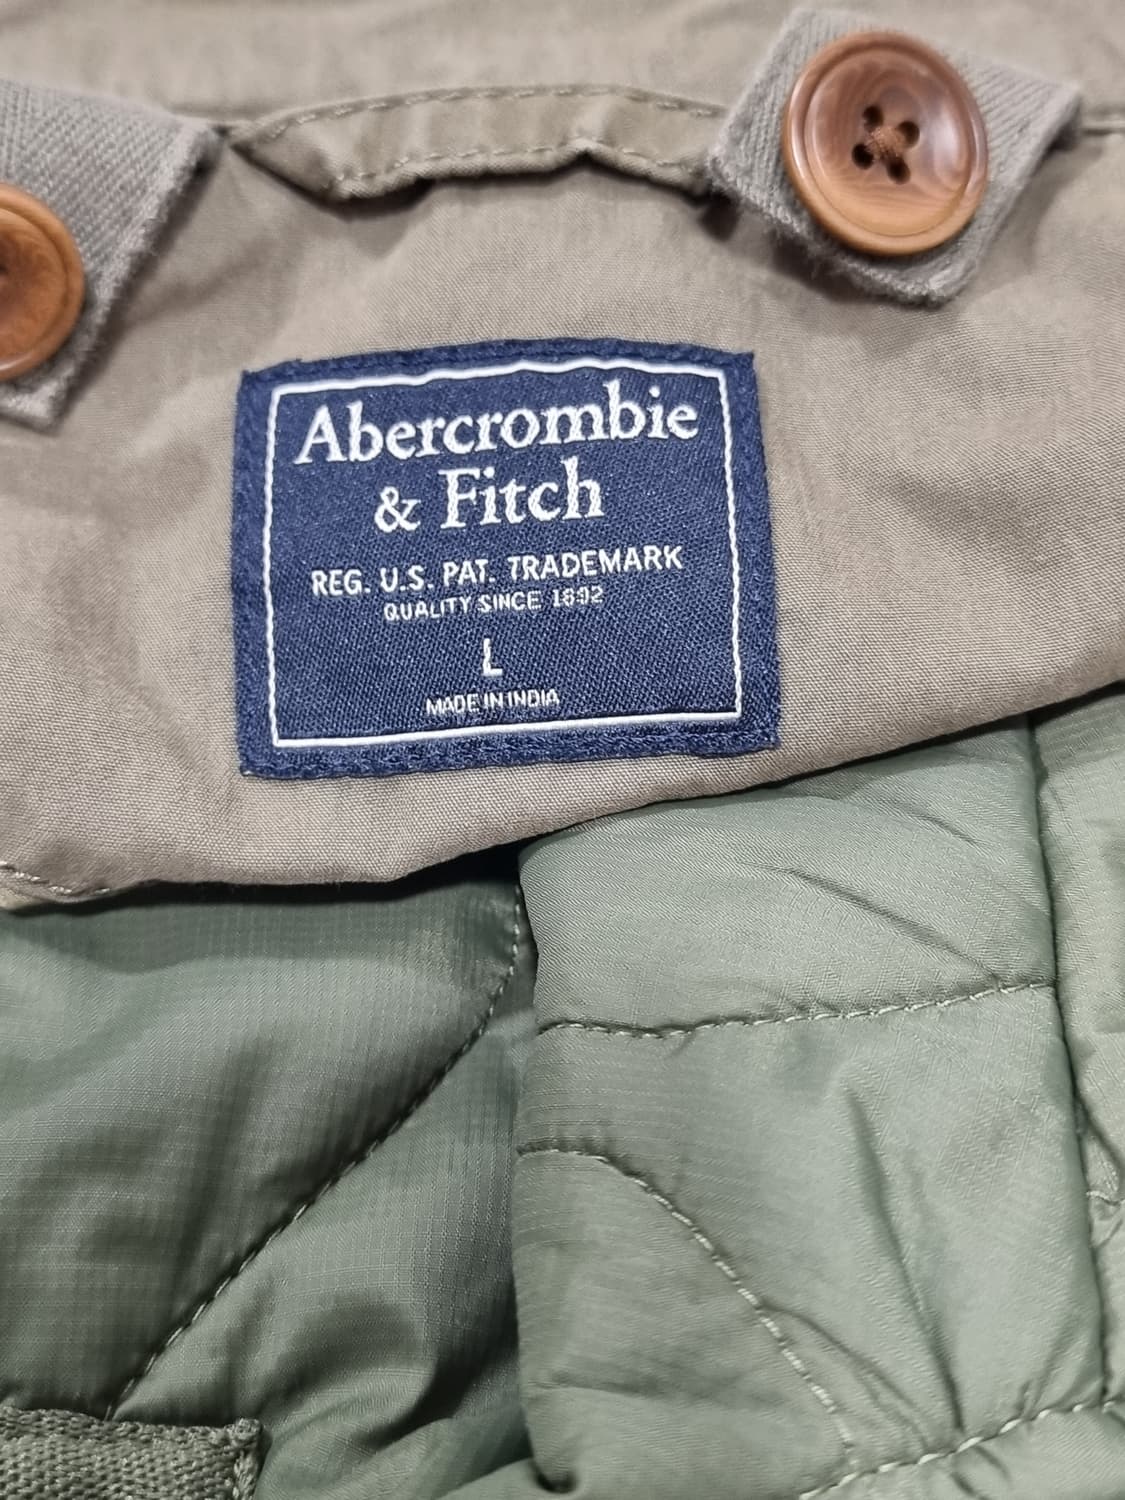 Abercrombie
& Fitch
REG. U.S. PAT. TRADEMARK
QUALITY SINCE 1892
L
MADE IN INDIA